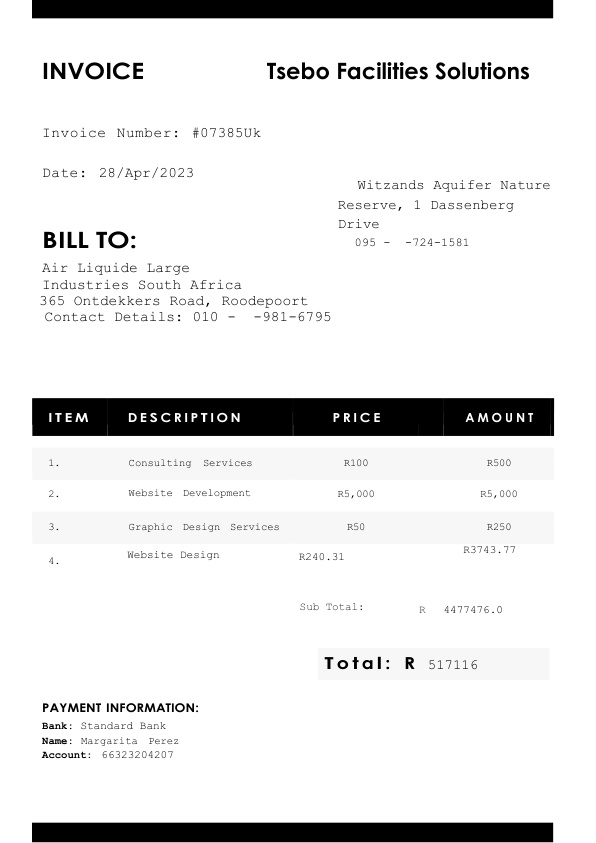 INVOICE Tsebo Facilities Solutions
Invoice Number: #07385Uk
Date: 28/Apr/2023
Witzands Aquifer Nature
Reserve, 1 Dassenberg
Drive
095 - -724-1581
BILL TO:
Air Liquide Large
Industries South Africa
365 Ontdekkers Road, Roodepoort
Contact Details: 010 - -981-6795
ITEM DESCRIPTION PRICE AMOUNT
1. Consulting Services R100 R500
2. Website Development R5,000 R5,000
3. Graphic Design Services R50 R250
4. Website Design R240.31 R3743.77
Sub Total: R 4477476.0
Total: R 517116
PAYMENT INFORMATION:
Bank: Standard Bank
Name: Margarita Perez
Account: 66323204207